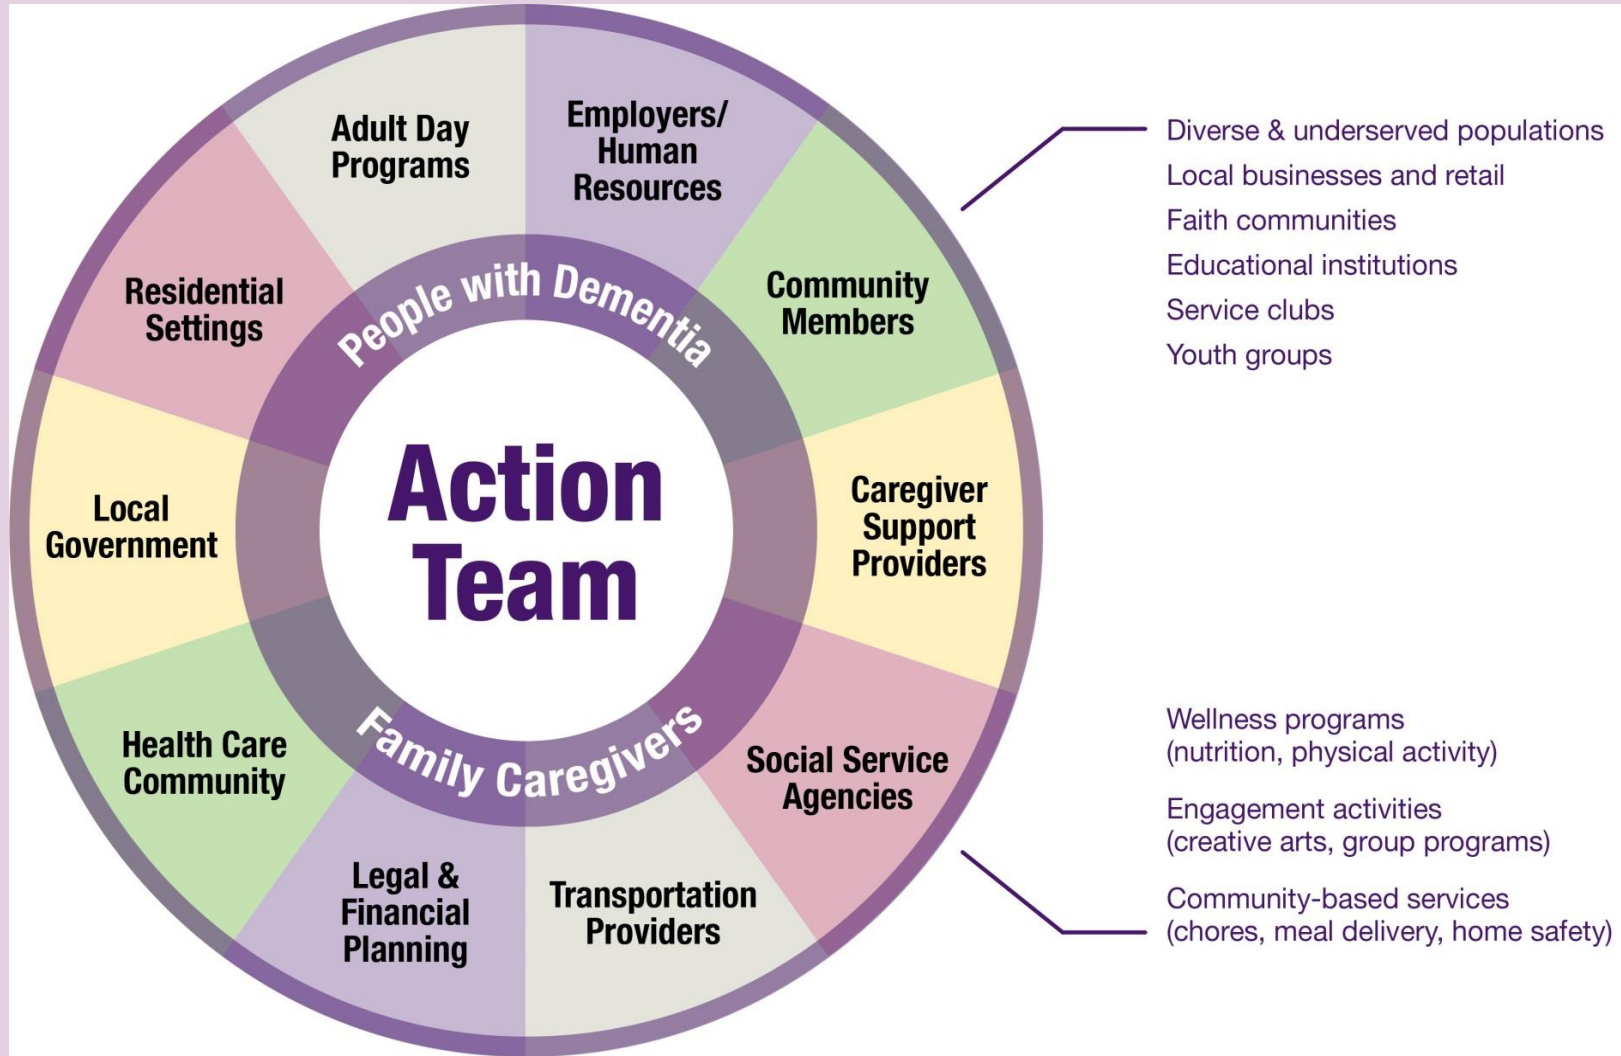 Adult Day
Programs
Employers/
Human
Resources
Community
Members
Caregiver
Support
Providers
Social Service
Agencies
Transportation
Providers
Legal &
Financial
Planning
Health Care
Community
Local
Government
Residential
Settings
People with Dementia
Action
Team
Family Caregivers
Diverse & underserved populations
Local businesses and retail
Faith communities
Educational institutions
Service clubs
Youth groups
Wellness programs
(nutrition, physical activity)
Engagement activities
(creative arts, group programs)
Community-based services
(chores, meal delivery, home safety)